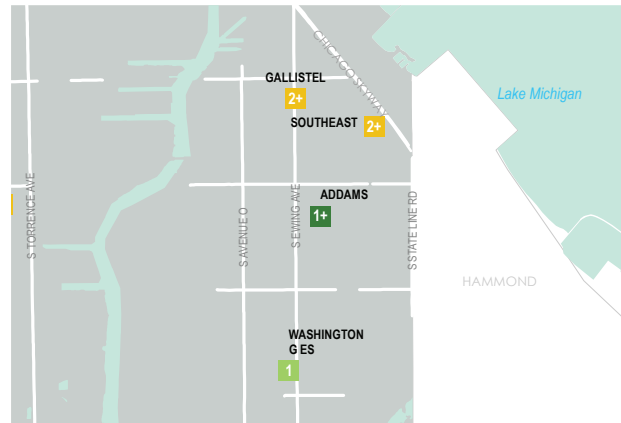 CHICAGO SKYWAY
GALLISTEL
2+
Lake Michigan
SOUTHEAST
2+
S TORRENCE AVE
S AVENUE O
S EWING AVE
S STATE LINE RD
ADDAMS
1+
HAMMOND
WASHINGTON
G ES
1